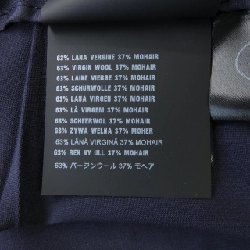 63% LANA VERGINE 37% MOHAIR
63% VIRGIN WOOL 37% MOHAIR
63% LAINE VIERGE 37% MOHAIR
63% SCHURWOLLE 37% MOHAIR
63% LANA VIRGEN 37% MOHAIR
63% LÃ VIRGEM 37% MOHAIR
63% SCHEERWOL 37% MOHAIR
63% ZYWA WELNA 37% MOHER
63% LÂNĂ VIRGINĂ 37% MOHAIR
63% 37% MOHAIR
63% バージンウール 37% モヘア